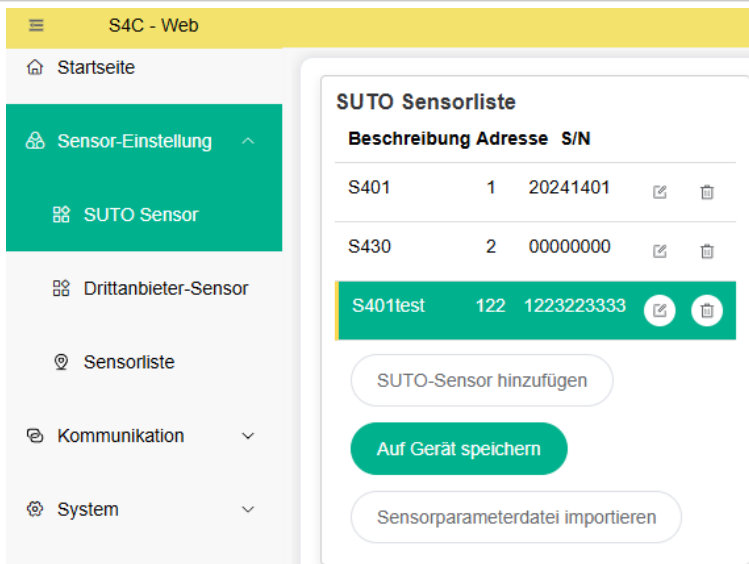 S4C - Web
Startseite
Sensor-Einstellung
SUTO Sensor
Drittanbieter-Sensor
Sensorliste
Kommunikation
System
SUTO Sensorliste
Beschreibung Adresse S/N
S401 1 20241401
S430 2 00000000
S401test 122 1223223333
SUTO-Sensor hinzufügen
Auf Gerät speichern
Sensorparameterdatei importieren